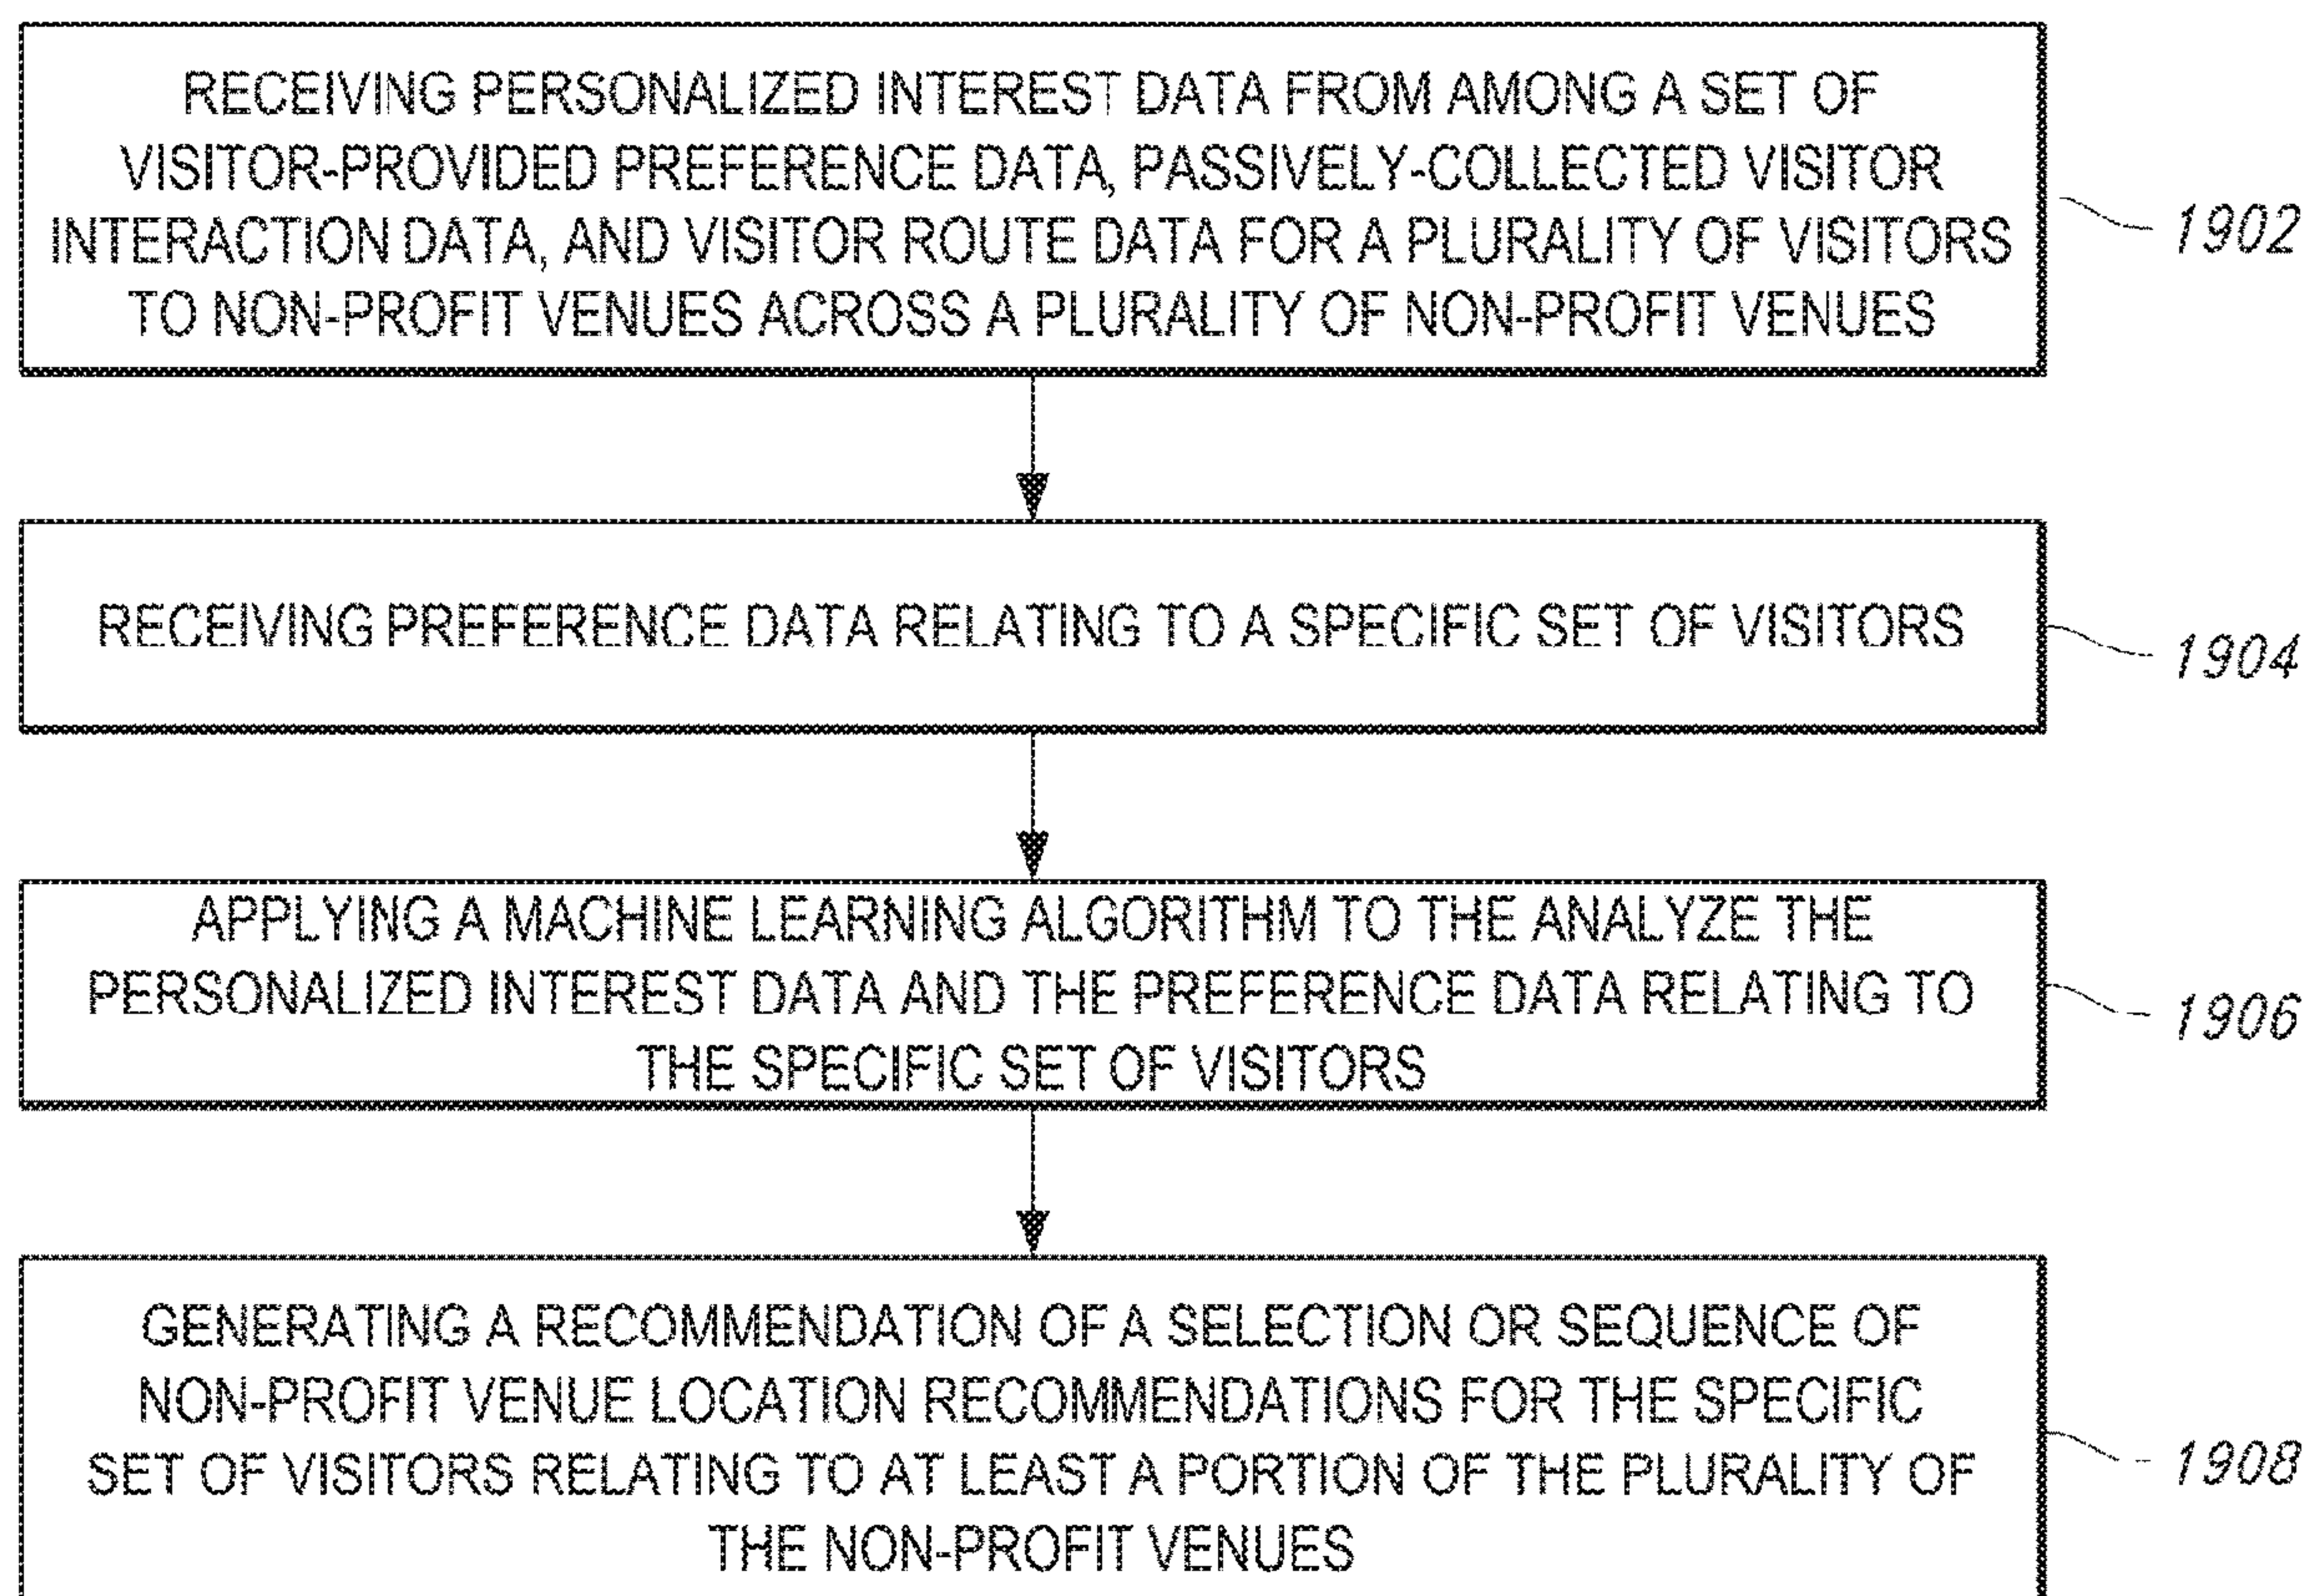 RECEIVING PERSONALIZED INTEREST DATA FROM AMONG A SET OF
VISITOR-PROVIDED PREFERENCE DATA, PASSIVELY-COLLECTED VISITOR
INTERACTION DATA, AND VISITOR ROUTE DATA FOR A PLURALITY OF VISITORS
TO NON-PROFIT VENUES ACROSS A PLURALITY OF NON-PROFIT VENUES
1902
RECEIVING PREFERENCE DATA RELATING TO A SPECIFIC SET OF VISITORS
1904
APPLYING A MACHINE LEARNING ALGORITHM TO THE ANALYZE THE
PERSONALIZED INTEREST DATA AND THE PREFERENCE DATA RELATING TO
THE SPECIFIC SET OF VISITORS
1906
GENERATING A RECOMMENDATION OF A SELECTION OR SEQUENCE OF
NON-PROFIT VENUE LOCATION RECOMMENDATIONS FOR THE SPECIFIC
SET OF VISITORS RELATING TO AT LEAST A PORTION OF THE PLURALITY OF
THE NON-PROFIT VENUES
1908